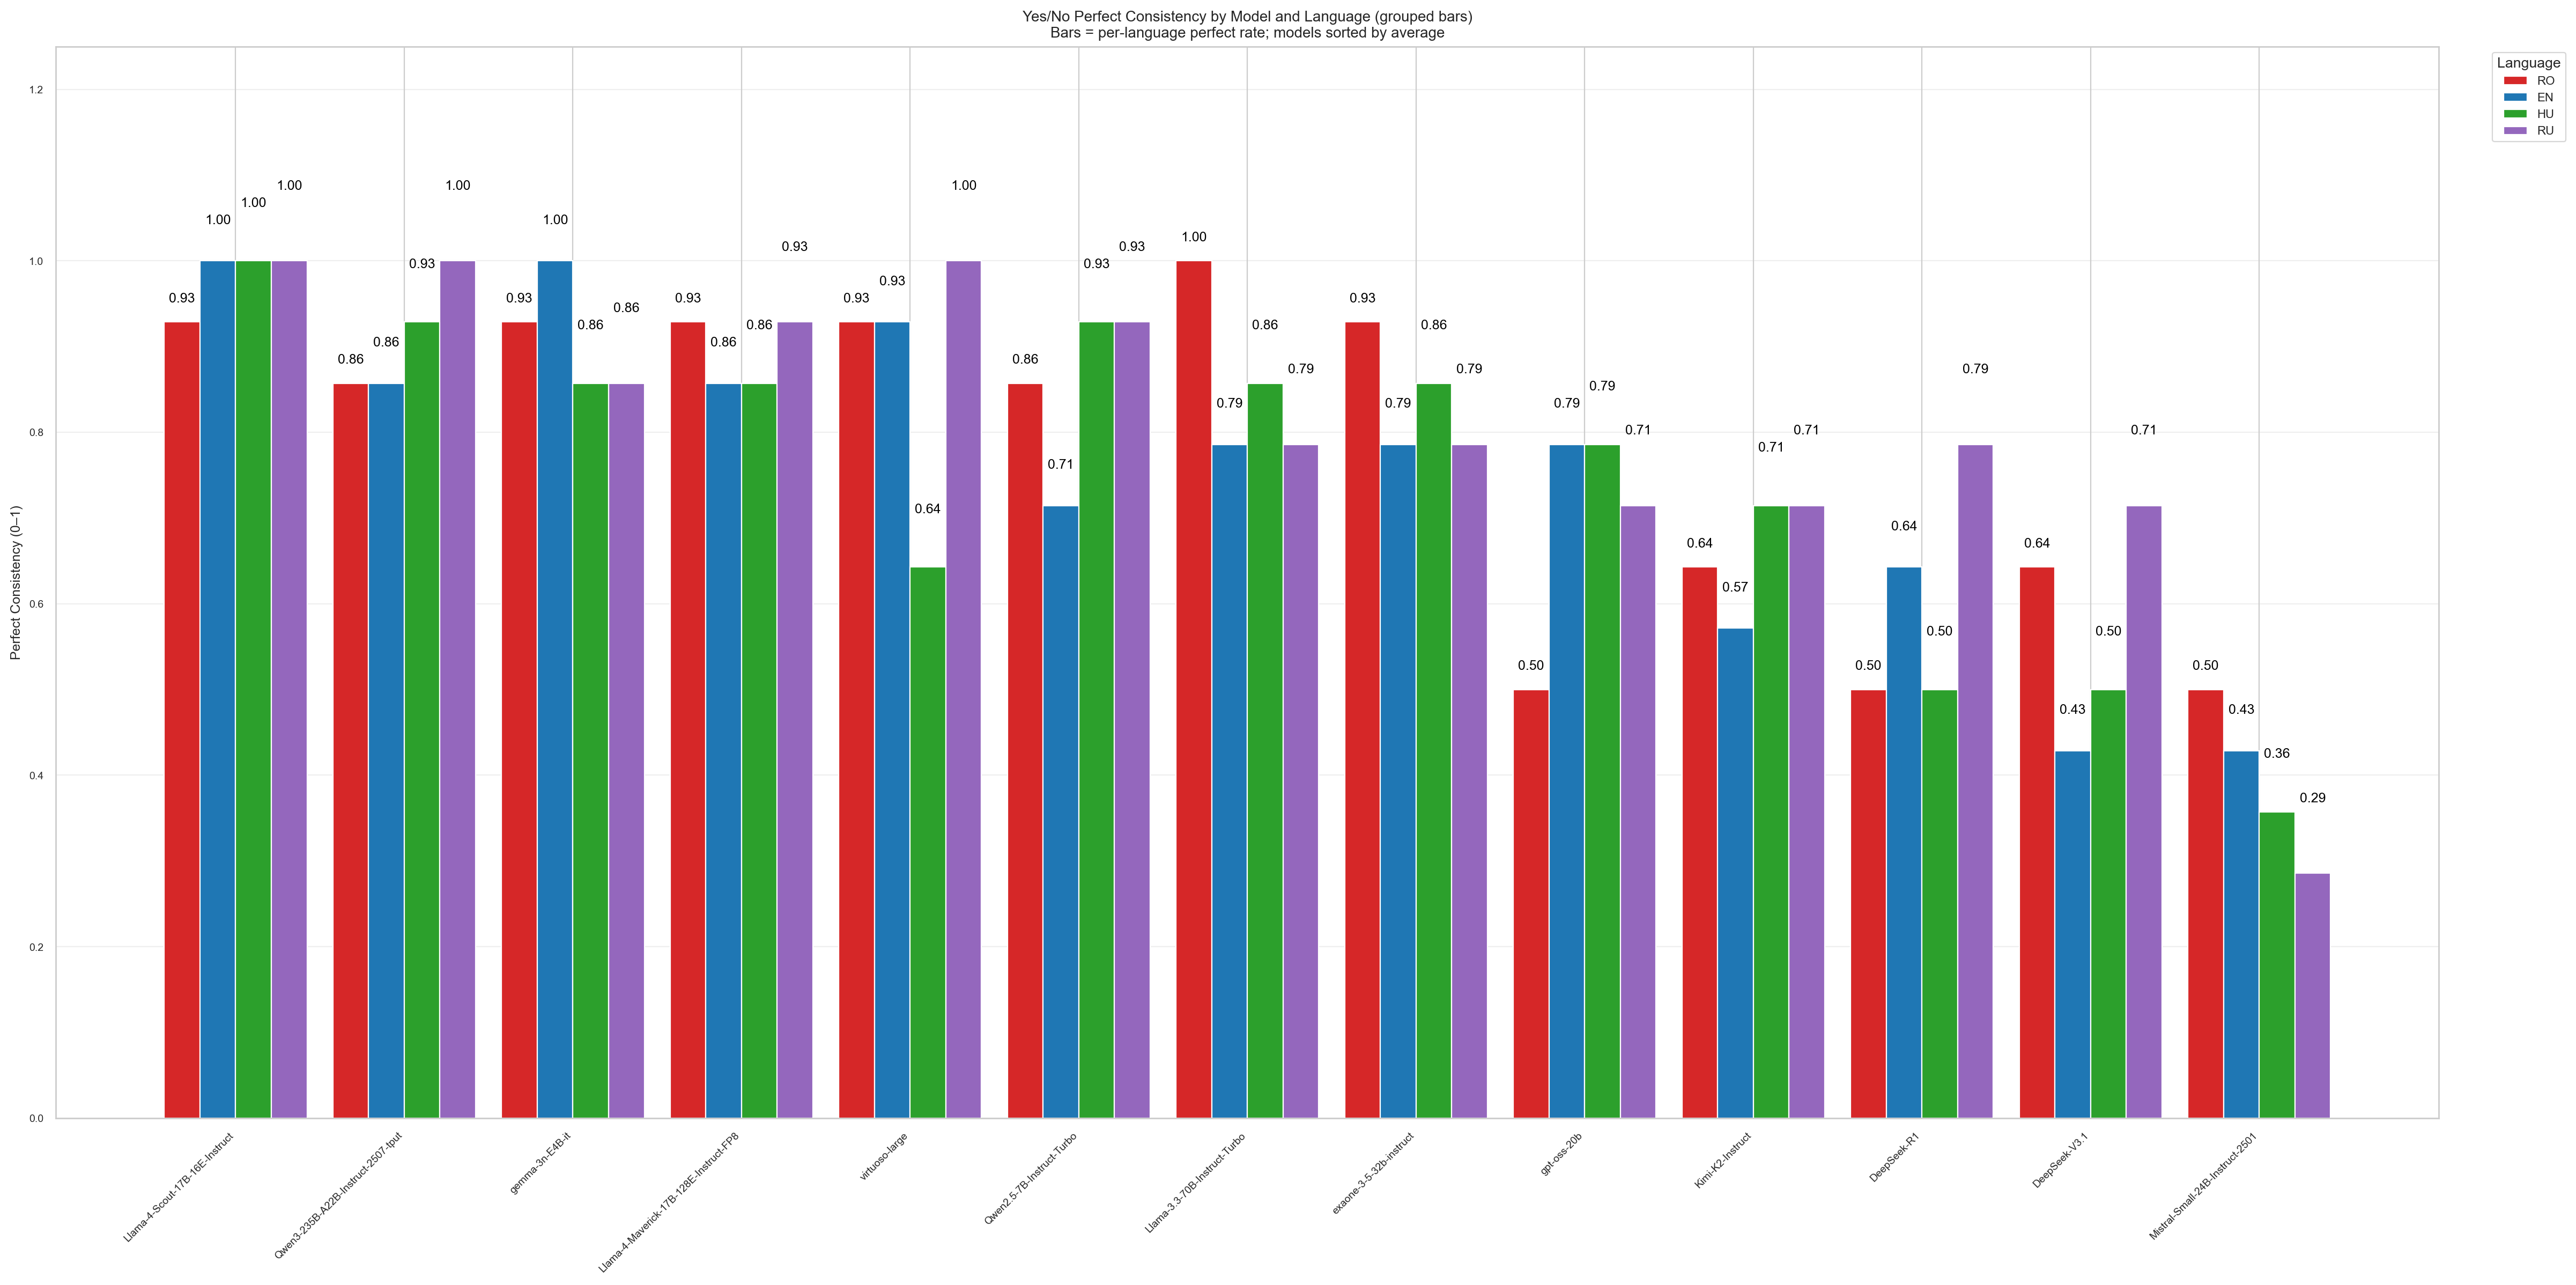 Yes/No Perfect Consistency by Model and Language (grouped bars)
Bars = per-language perfect rate; models sorted by average
Language
RO
EN
HU
RU
Perfect Consistency (0–1)
1.2
1.0
0.8
0.6
0.4
0.2
0.0
0.93
1.00
1.00
1.00
0.86
0.86
0.93
1.00
0.93
1.00
0.86
0.86
0.93
0.86
0.86
0.93
0.93
0.93
0.64
1.00
0.86
0.71
0.93
0.93
1.00
0.79
0.86
0.79
0.93
0.79
0.86
0.79
0.50
0.79
0.79
0.71
0.64
0.57
0.71
0.71
0.50
0.64
0.50
0.79
0.64
0.43
0.50
0.71
0.50
0.43
0.36
0.29
Llama-4-Scout-17B-16E-Instruct
Qwen3-235B-A22B-Instruct-2507-tput
gemma-3n-E4B-it
Llama-4-Maverick-17B-128E-Instruct-FP8
virtuoso-large
Qwen2.5-7B-Instruct-Turbo
Llama-3.3-70B-Instruct-Turbo
exaone-3-5-32b-instruct
gpt-oss-20b
Kimi-K2-Instruct
DeepSeek-R1
DeepSeek-V3.1
Mistral-Small-24B-Instruct-2501